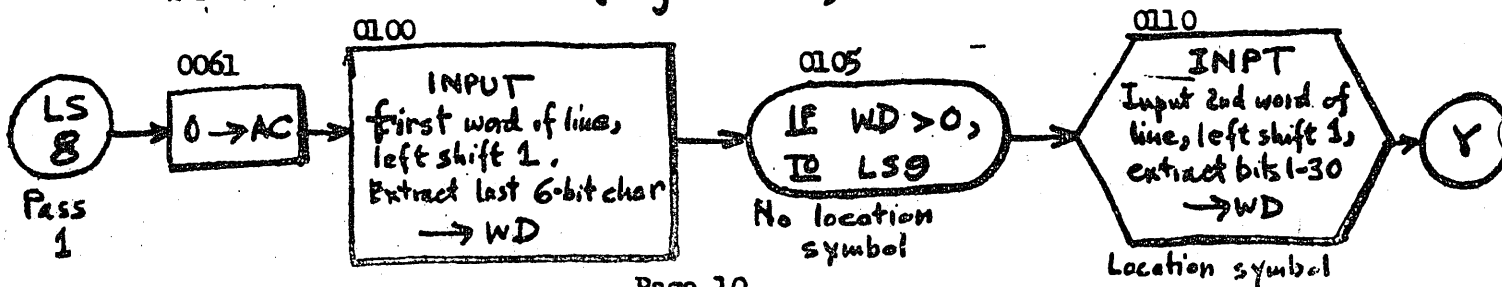 LS
8
Pass
1
0061
0 → AC
0100
INPUT
first word of line,
left shift 1.
Extract last 6-bit char
→ WD
0105
IF WD > 0,
TO LS9
No location
symbol
0110
INPT
Input 2nd word of
line, left shift 1,
extract bits 1-30
→ WD
Location symbol
Y
Page 10